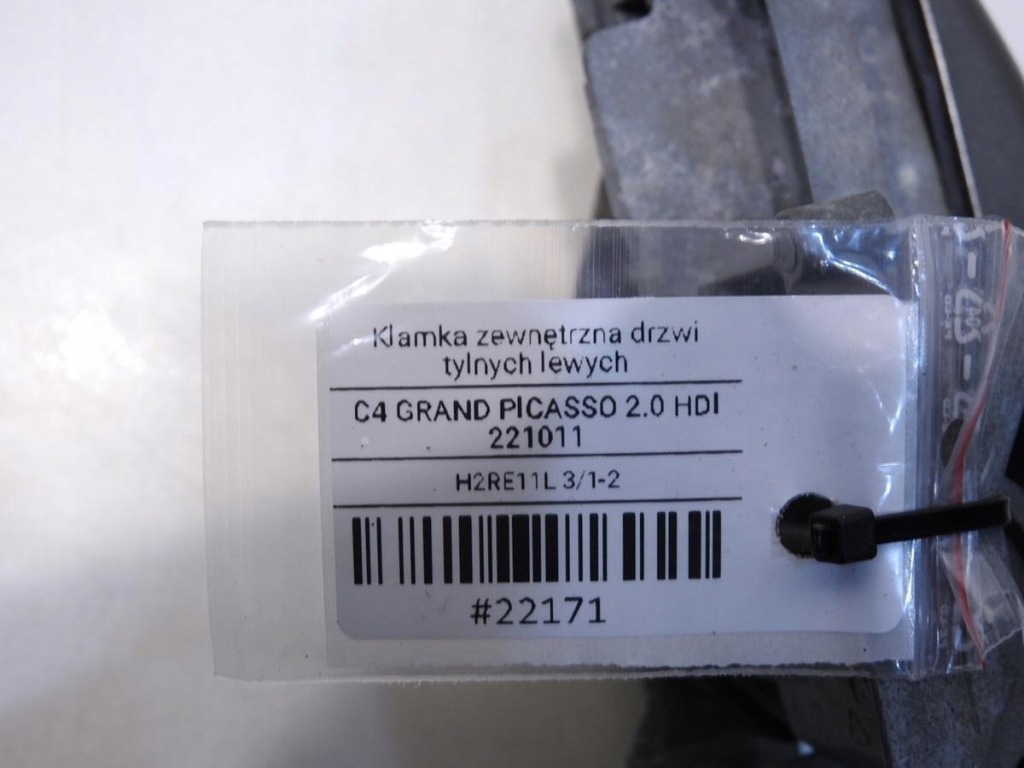 Klamka zewnętrzna drzwi
tylnych lewych
C4 GRAND PICASSO 2.0 HDI
221011
H2RE11L 3/1-2
#22171